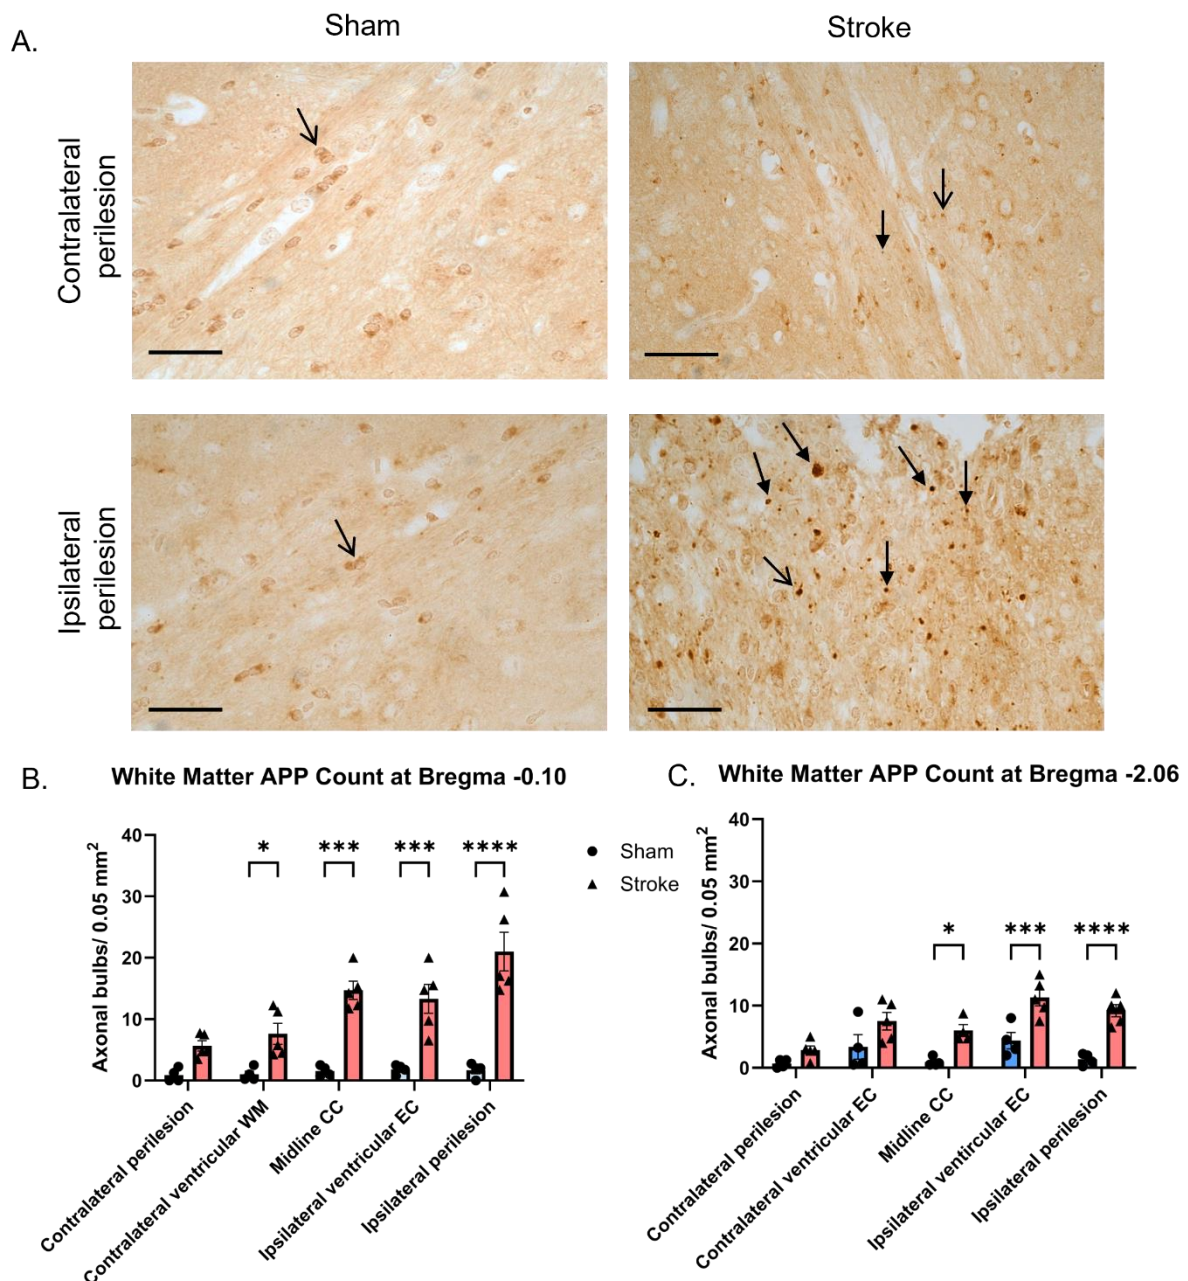 A.
Sham
Stroke
Contralateral
perilesion
Ipsilateral
perilesion
B.
White Matter APP Count at Bregma -0.10
Axonal bulbs/ 0.05 mm²
40
30
20
10
0
*
***
***
****
Contralateral perilesion
Contralateral ventricular WM
Midline CC
Ipsilateral ventricular EC
Ipsilateral perilesion
Sham
Stroke
C.
White Matter APP Count at Bregma -2.06
Axonal bulbs/ 0.05 mm²
40
30
20
10
0
*
***
****
Contralateral perilesion
Contralateral ventricular EC
Midline CC
Ipsilateral ventiricular EC
Ipsilateral perilesion